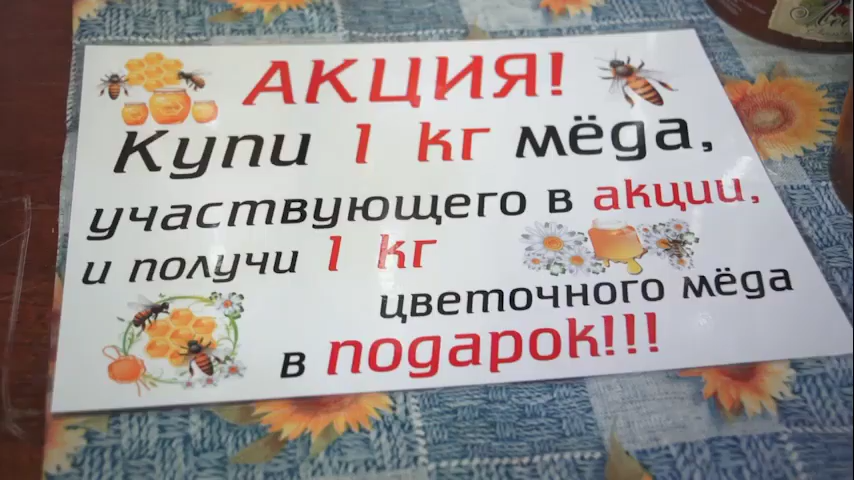 АКЦИЯ!
Купи 1 кг мёда,
участвующего в акции,
и получи 1 кг
цветочного мёда
в подарок!!!